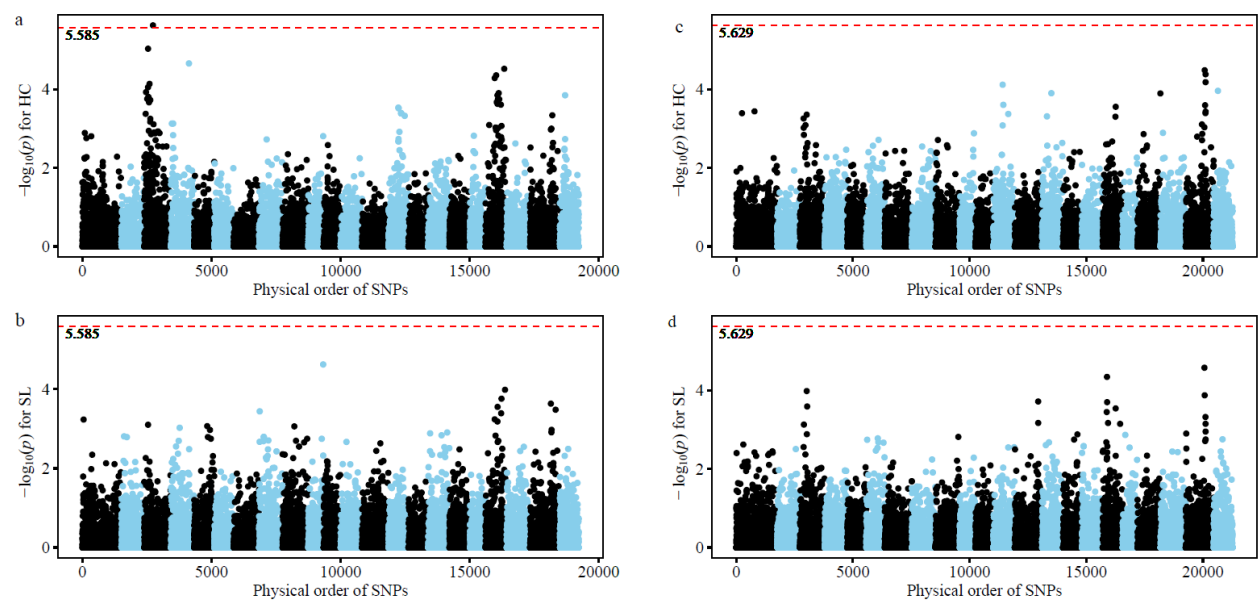 a
5.585
4
2
0
−log10(p) for HC
0 5000 10000 15000 20000
Physical order of SNPs
b
5.585
4
2
0
− log10(p) for SL
0 5000 10000 15000 20000
Physical order of SNPs
c
5.629
4
2
0
−log10(p) for HC
0 5000 10000 15000 20000
Physical order of SNPs
d
5.629
4
2
0
− log10(p) for SL
0 5000 10000 15000 20000
Physical order of SNPs